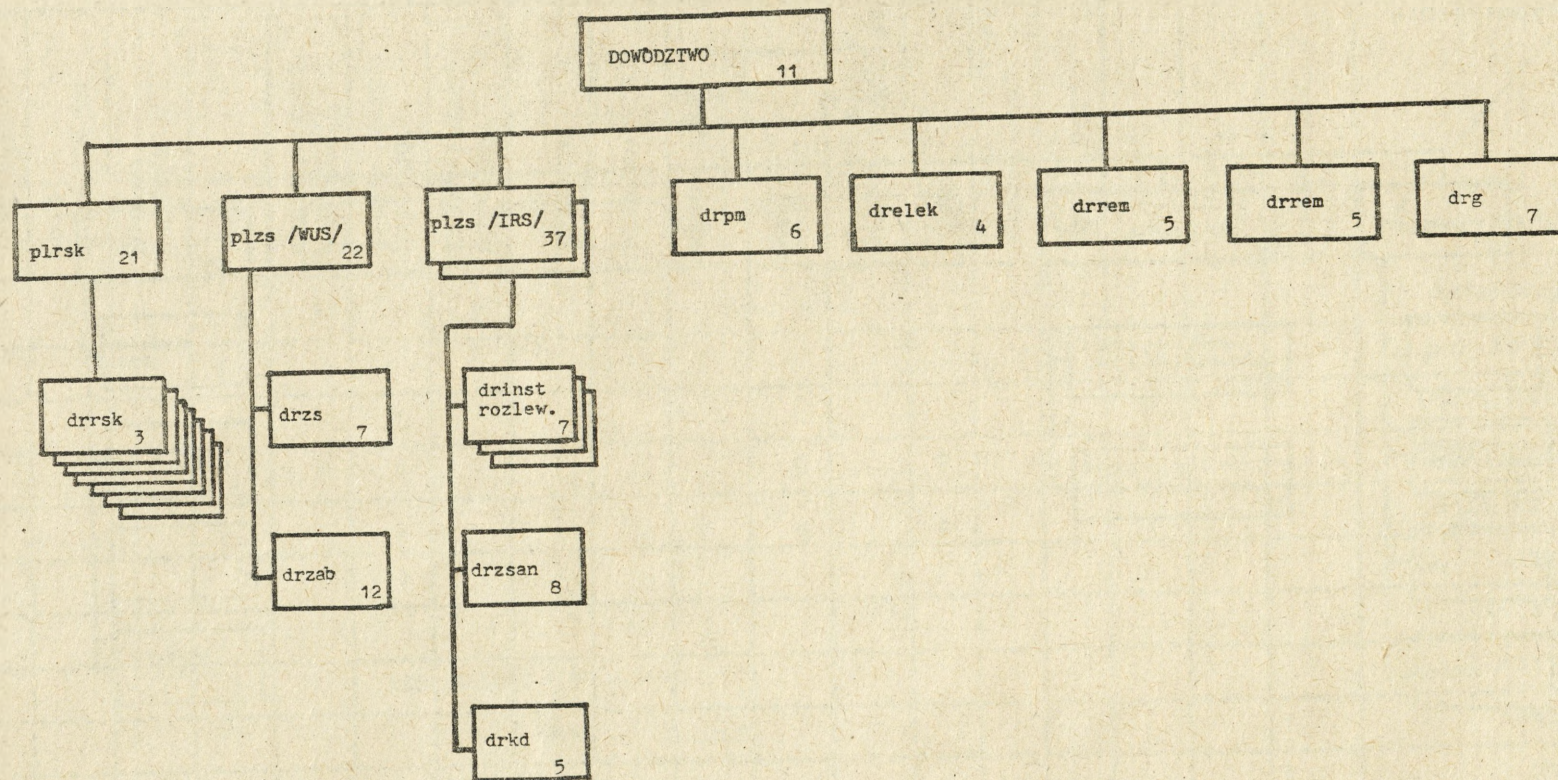 DOWÓDZTWO
11
plrsk 21
plzs /WUS/
22
plzs /IRS/
37
drpm
6
drelek
4
drrem
5
drrem
5
drg
7
drrsk
3
drzs
7
drinst
rozlew.
7
drzab
12
drzsan
8
drkd
5